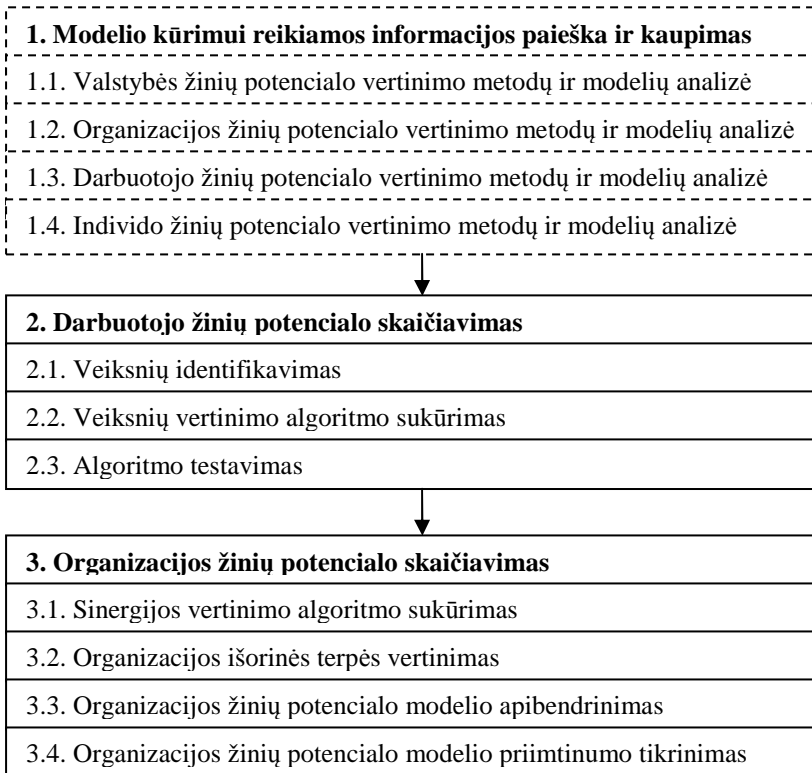 1. Modelio kūrimui reikiamos informacijos paieška ir kaupimas
1.1. Valstybės žinių potencialo vertinimo metodų ir modelių analizė
1.2. Organizacijos žinių potencialo vertinimo metodų ir modelių analizė
1.3. Darbuotojo žinių potencialo vertinimo metodų ir modelių analizė
1.4. Individo žinių potencialo vertinimo metodų ir modelių analizė
2. Darbuotojo žinių potencialo skaičiavimas
2.1. Veiksnių identifikavimas
2.2. Veiksnių vertinimo algoritmo sukūrimas
2.3. Algoritmo testavimas
3. Organizacijos žinių potencialo skaičiavimas
3.1. Sinergijos vertinimo algoritmo sukūrimas
3.2. Organizacijos išorinės terpės vertinimas
3.3. Organizacijos žinių potencialo modelio apibendrinimas
3.4. Organizacijos žinių potencialo modelio priimtinumo tikrinimas